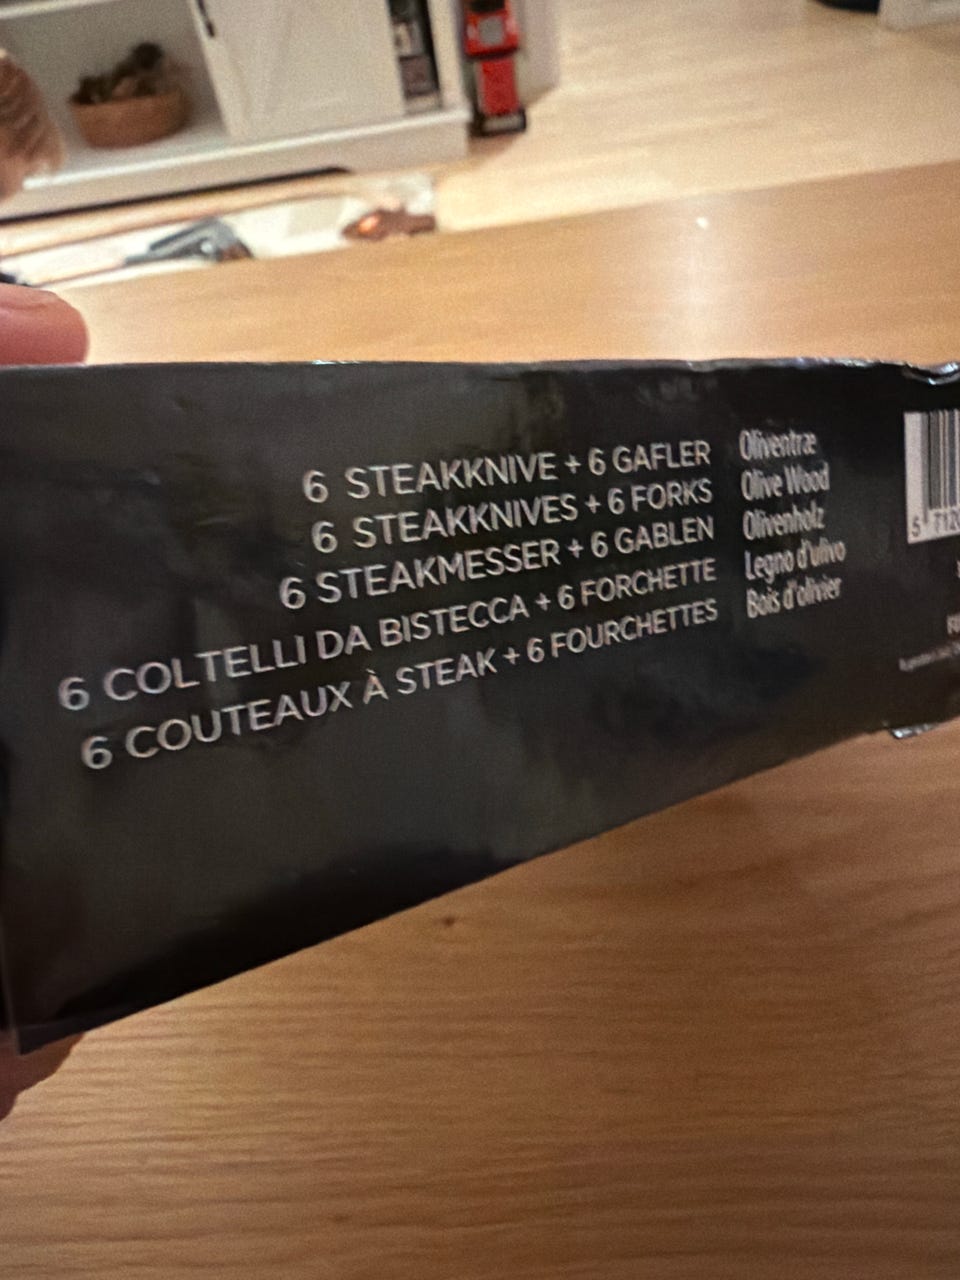 6 STEAKKNIVE + 6 GAFLER Oliventræ
6 STEAKKNIVES + 6 FORKS Olive Wood
6 STEAKMESSER + 6 GABLEN Olivenholz
6 COLTELLI DA BISTECCA + 6 FORCHETTE Legno d'ulivo
6 COUTEAUX À STEAK + 6 FOURCHETTES Bois d'olivier